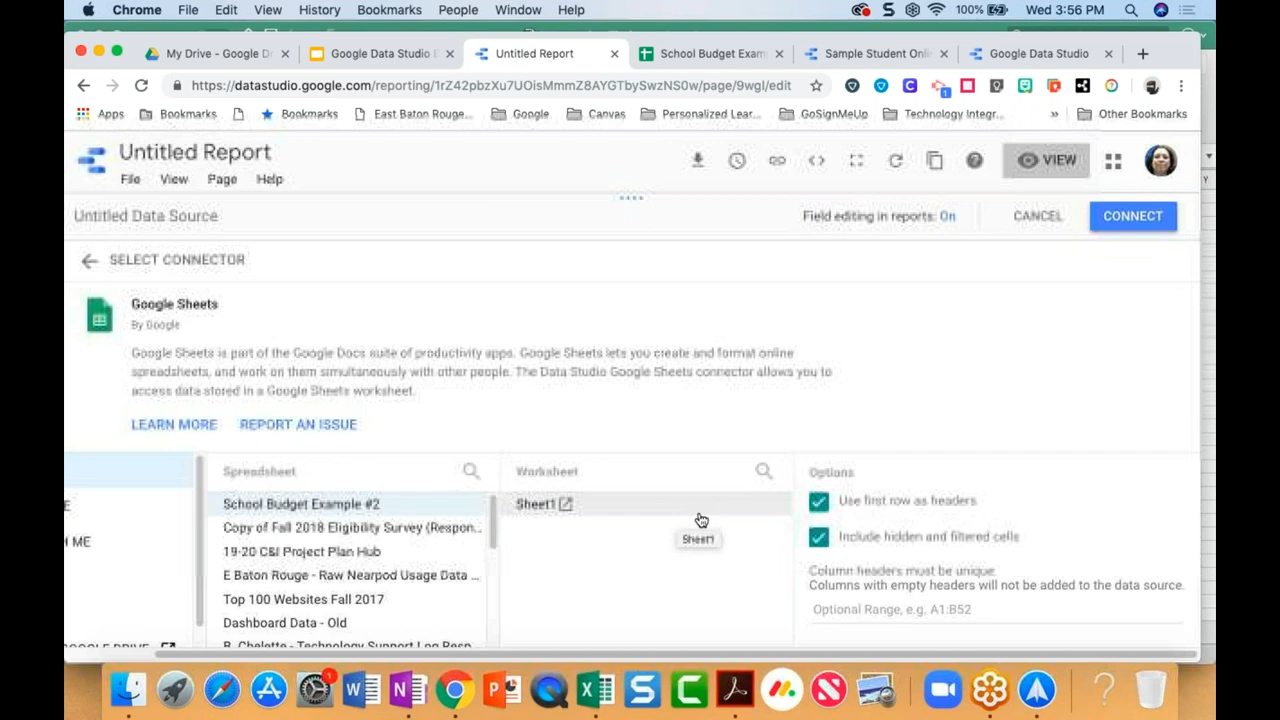 Chrome File Edit View History Bookmarks People Window Help 100% Wed 3:56 PM
My Drive - Google Dr Google Data Studio E Untitled Report School Budget Exam Sample Student Onli Google Data Studio
https://datastudio.google.com/reporting/1rZ42pbzXu7UOisMmmZ8AYGTbySwzNS0w/page/9wgl/edit
Apps Bookmarks Bookmarks East Baton Rouge... Google Canvas Personalized Lear... GoSignMeUp Technology Integr... » Other Bookmarks
Untitled Report
VIEW
File View Page Help
Untitled Data Source Field editing in reports: On CANCEL CONNECT
SELECT CONNECTOR
Google Sheets
By Google
Google Sheets is part of the Google Docs suite of productivity apps. Google Sheets lets you create and format online
spreadsheets, and work on them simultaneously with other people. The Data Studio Google Sheets connector allows you to
access data stored in a Google Sheets worksheet.
LEARN MORE REPORT AN ISSUE
Spreadsheet Worksheet Options
School Budget Example #2 Sheet1 Use first row as headers
Copy of Fall 2018 Eligibility Survey (Respon...
Sheet1
Include hidden and filtered cells
ME
19-20 C&I Project Plan Hub
Column headers must be unique.
E Baton Rouge - Raw Nearpod Usage Data ... Columns with empty headers will not be added to the data source.
Top 100 Websites Fall 2017 Optional Range, e.g. A1:B52
Dashboard Data - Old
B. Chelette - Technology Support Log Resp